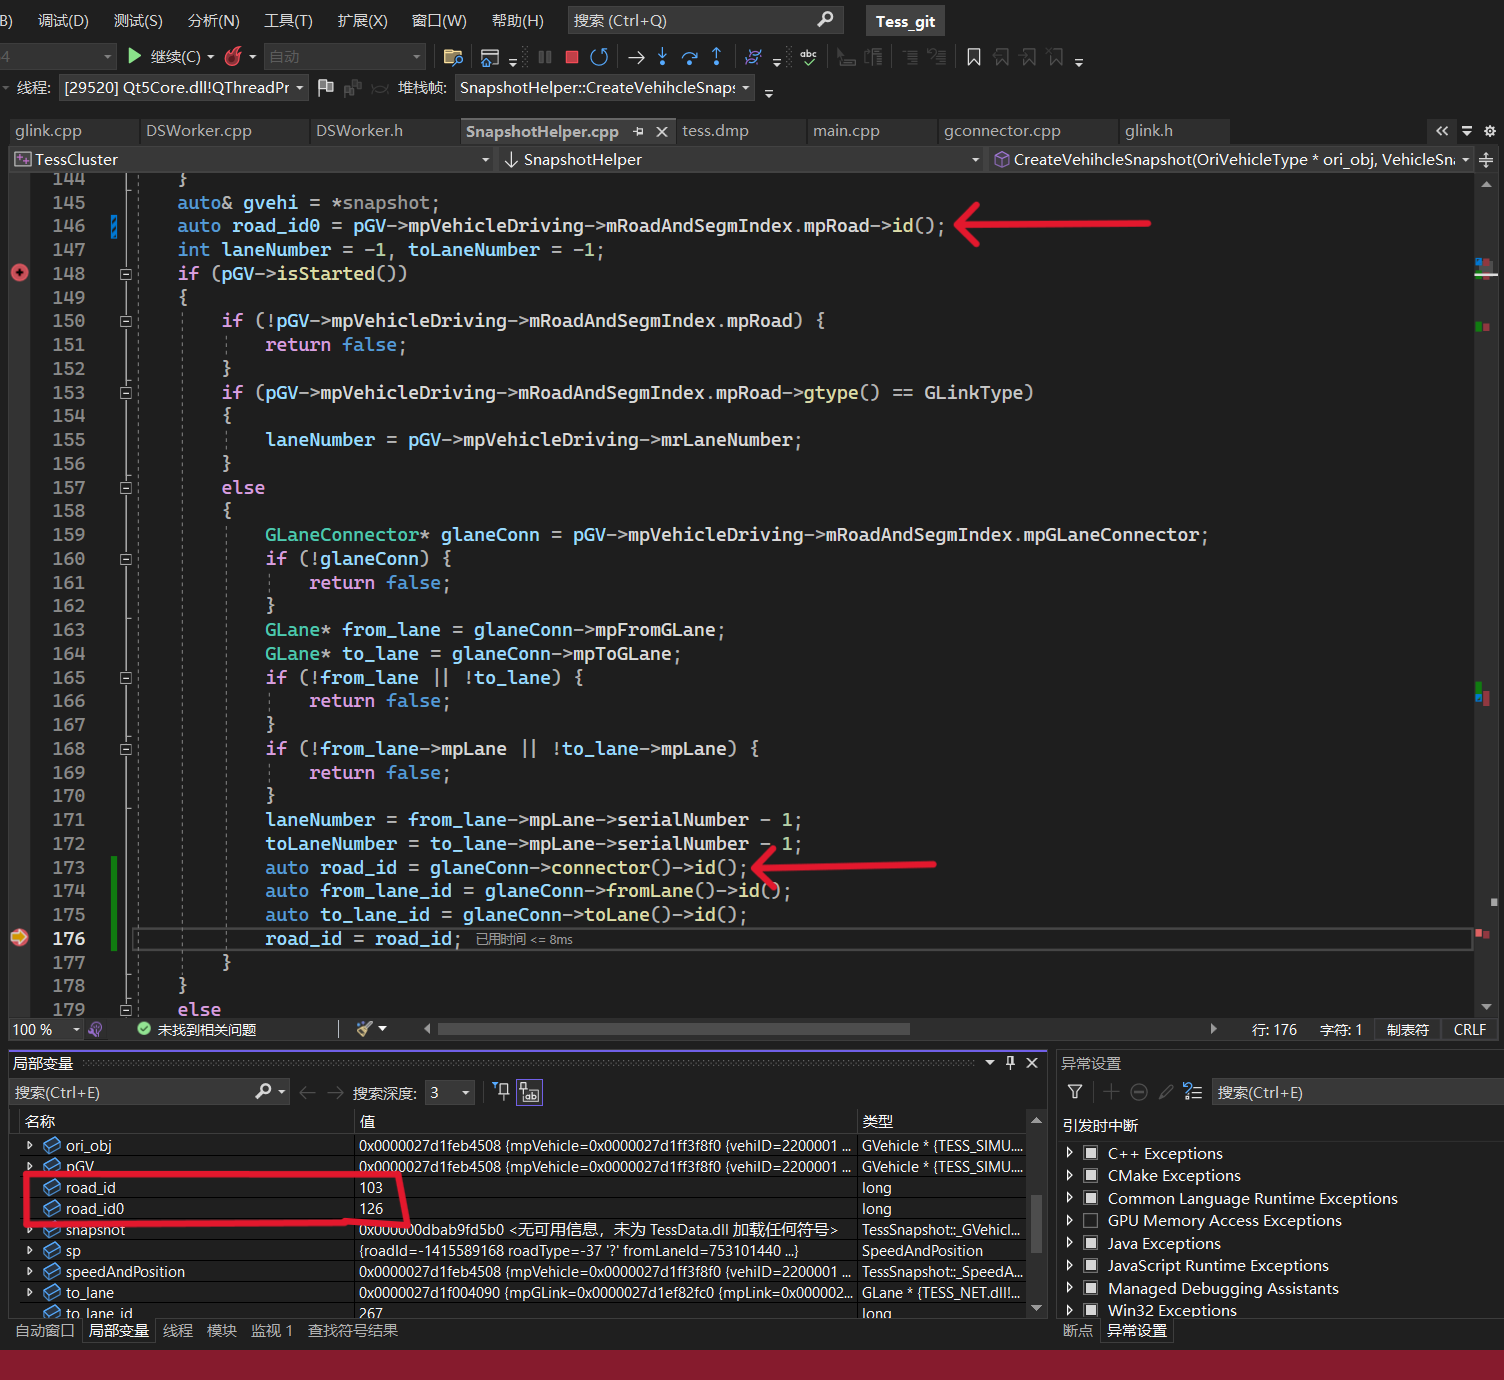 B) 调试(D) 测试(S) 分析(N) 工具(T) 扩展(X) 窗口(W) 帮助(H) 搜索 (Ctrl+Q) Tess_git
4 继续(C) 自动 abc
线程: [29520] Qt5Core.dll!QThreadPr 堆栈帧: SnapshotHelper::CreateVehihcleSnaps
glink.cpp DSWorker.cpp DSWorker.h SnapshotHelper.cpp tess.dmp main.cpp gconnector.cpp glink.h
TessCluster SnapshotHelper CreateVehihcleSnapshot(OriVehicleType * ori_obj, VehicleSna
144 }
145 auto& gvehi = *snapshot;
146 auto road_id0 = pGV->mpVehicleDriving->mRoadAndSegmIndex.mpRoad->id();
147 int laneNumber = -1, toLaneNumber = -1;
148 if (pGV->isStarted())
149 {
150 if (!pGV->mpVehicleDriving->mRoadAndSegmIndex.mpRoad) {
151 return false;
152 }
153 if (pGV->mpVehicleDriving->mRoadAndSegmIndex.mpRoad->gtype() == GLinkType)
154 {
155 laneNumber = pGV->mpVehicleDriving->mrLaneNumber;
156 }
157 else
158 {
159 GLaneConnector* glaneConn = pGV->mpVehicleDriving->mRoadAndSegmIndex.mpGLaneConnector;
160 if (!glaneConn) {
161 return false;
162 }
163 GLane* from_lane = glaneConn->mpFromGLane;
164 GLane* to_lane = glaneConn->mpToGLane;
165 if (!from_lane || !to_lane) {
166 return false;
167 }
168 if (!from_lane->mpLane || !to_lane->mpLane) {
169 return false;
170 }
171 laneNumber = from_lane->mpLane->serialNumber - 1;
172 toLaneNumber = to_lane->mpLane->serialNumber - 1;
173 auto road_id = glaneConn->connector()->id();
174 auto from_lane_id = glaneConn->fromLane()->id();
175 auto to_lane_id = glaneConn->toLane()->id();
176 road_id = road_id; 已用时间 <= 8ms
177 }
178 }
179 else
100 % 未找到相关问题 行: 176 字符: 1 制表符 CRLF
局部变量
搜索(Ctrl+E) 搜索深度: 3
名称 值 类型
ori_obj 0x0000027d1feb4508 {mpVehicle=0x0000027d1ff3f8f0 {vehiID=2200001 ... GVehicle * {TESS_SIMU....
pGV 0x0000027d1feb4508 {mpVehicle=0x0000027d1ff3f8f0 {vehiID=2200001 ... GVehicle * {TESS_SIMU....
road_id 103 long
road_id0 126 long
snapshot 0x000000dbab9fd5b0 <无可用信息，未为 TessData.dll 加载任何符号> TessSnapshot::_GVehicl...
sp {roadId=-1415589168 roadType=-37 '?' fromLaneId=753101440 ...} SpeedAndPosition
speedAndPosition 0x0000027d1feb4508 {mpVehicle=0x0000027d1ff3f8f0 {vehiID=2200001 ... TessSnapshot::_SpeedA...
to_lane 0x0000027d1f004090 {mpGLink=0x0000027d1ef82fc0 {mpLink=0x000002... GLane * {TESS_NET.dll!...
to_lane_id 267 long
自动窗口 局部变量 线程 模块 监视 1 查找符号结果
异常设置
搜索(Ctrl+E)
引发时中断
C++ Exceptions
CMake Exceptions
Common Language Runtime Exceptions
GPU Memory Access Exceptions
Java Exceptions
JavaScript Runtime Exceptions
Managed Debugging Assistants
Win32 Exceptions
断点 异常设置